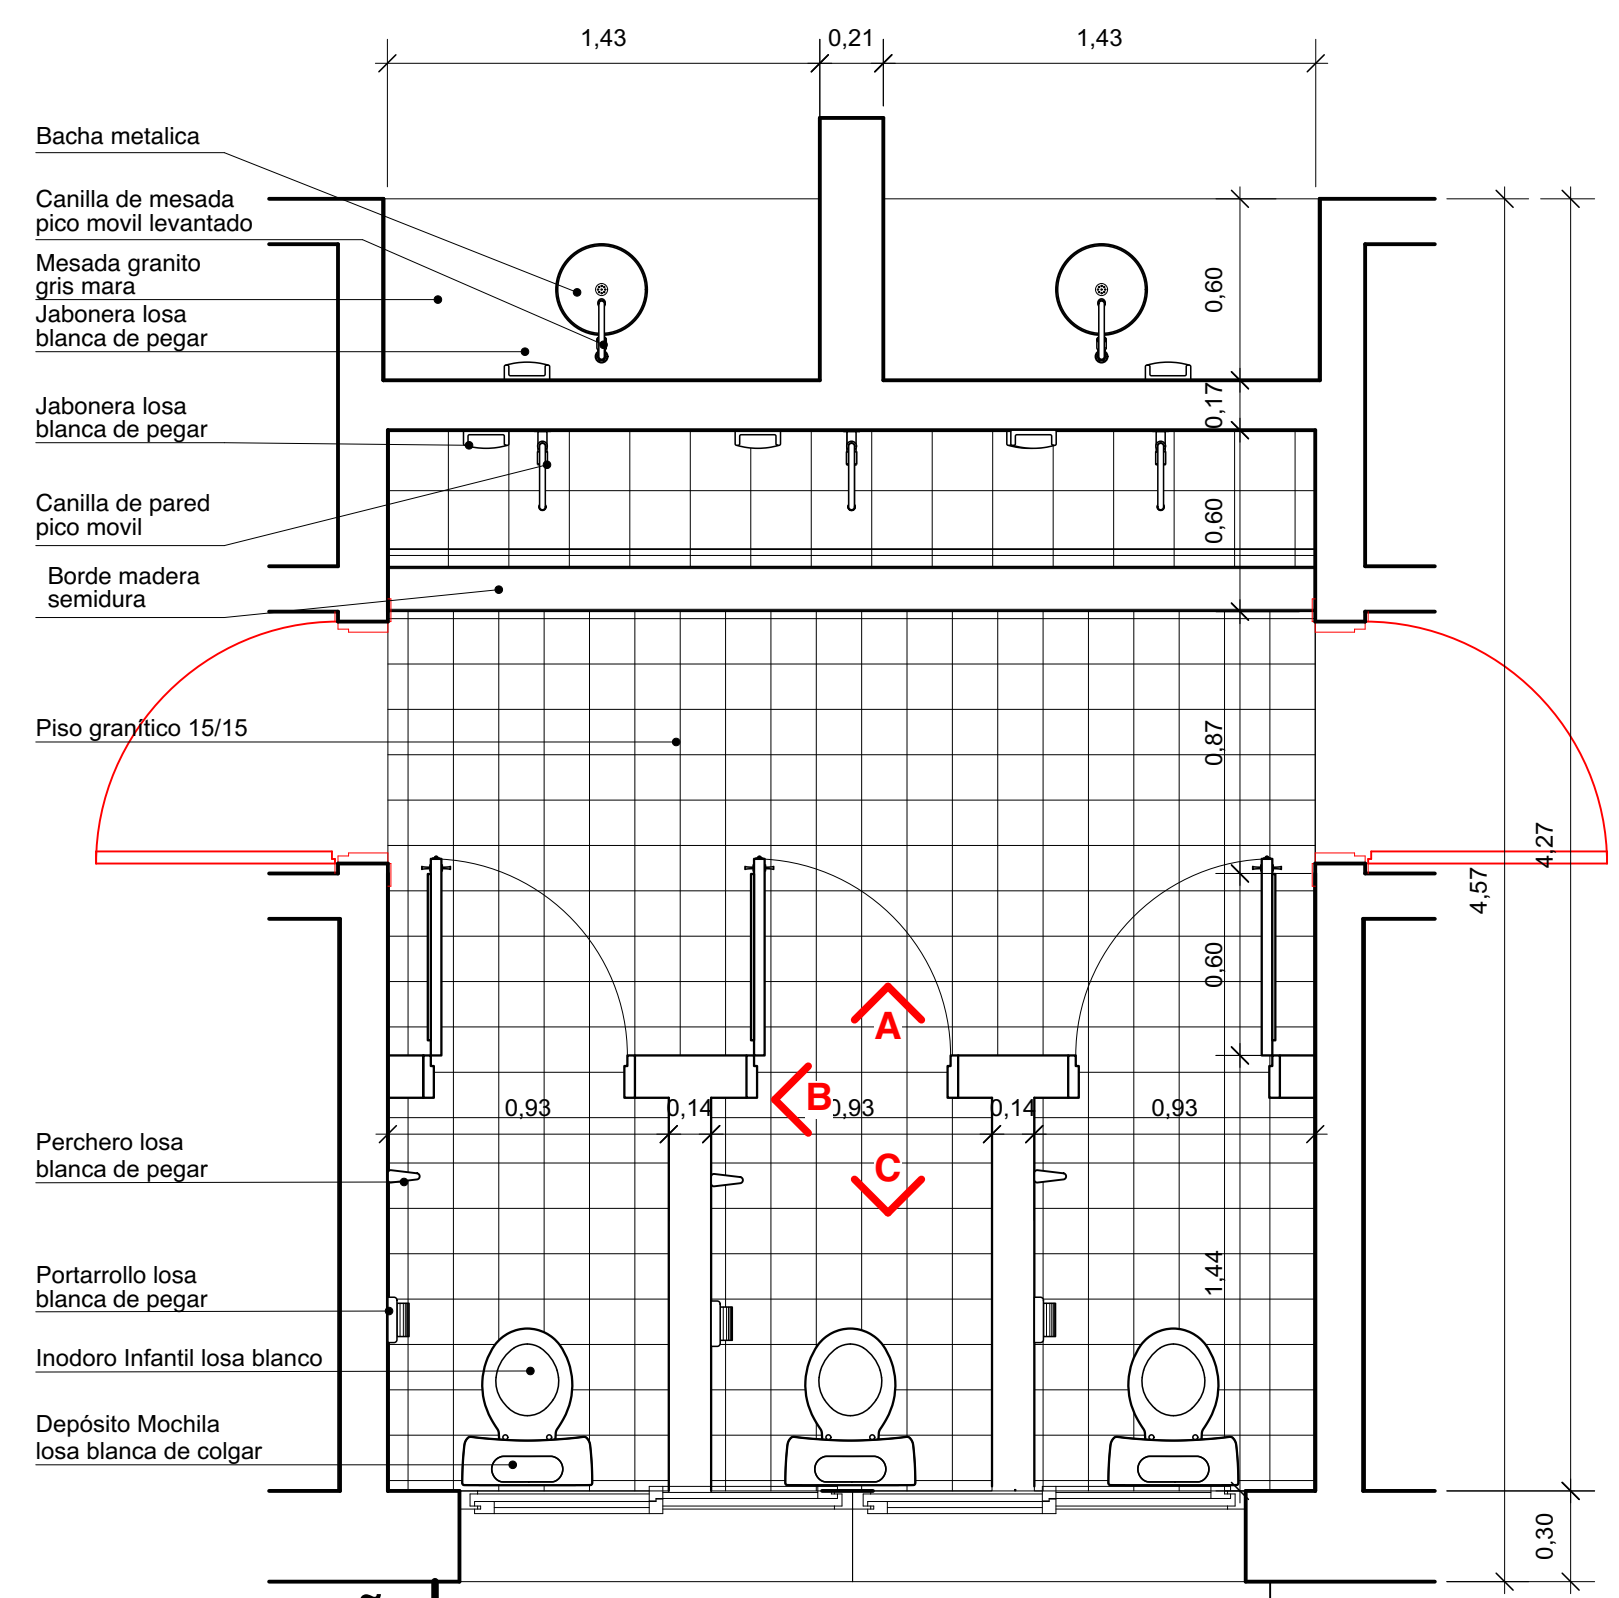 1,43
0,21
1,43
Bacha metalica
Canilla de mesada
pico movil levantado
Mesada granito
gris mara
Jabonera losa
blanca de pegar
0,60
Jabonera losa
blanca de pegar
0,17
Canilla de pared
pico movil
0,60
Borde madera
semidura
Piso granítico 15/15
0,87
4,27
4,57
0,60
A
B
0,93
0,14
0,93
0,14
0,93
C
Perchero losa
blanca de pegar
1,44
Portarrollo losa
blanca de pegar
Inodoro Infantil losa blanco
Depósito Mochila
losa blanca de colgar
0,30